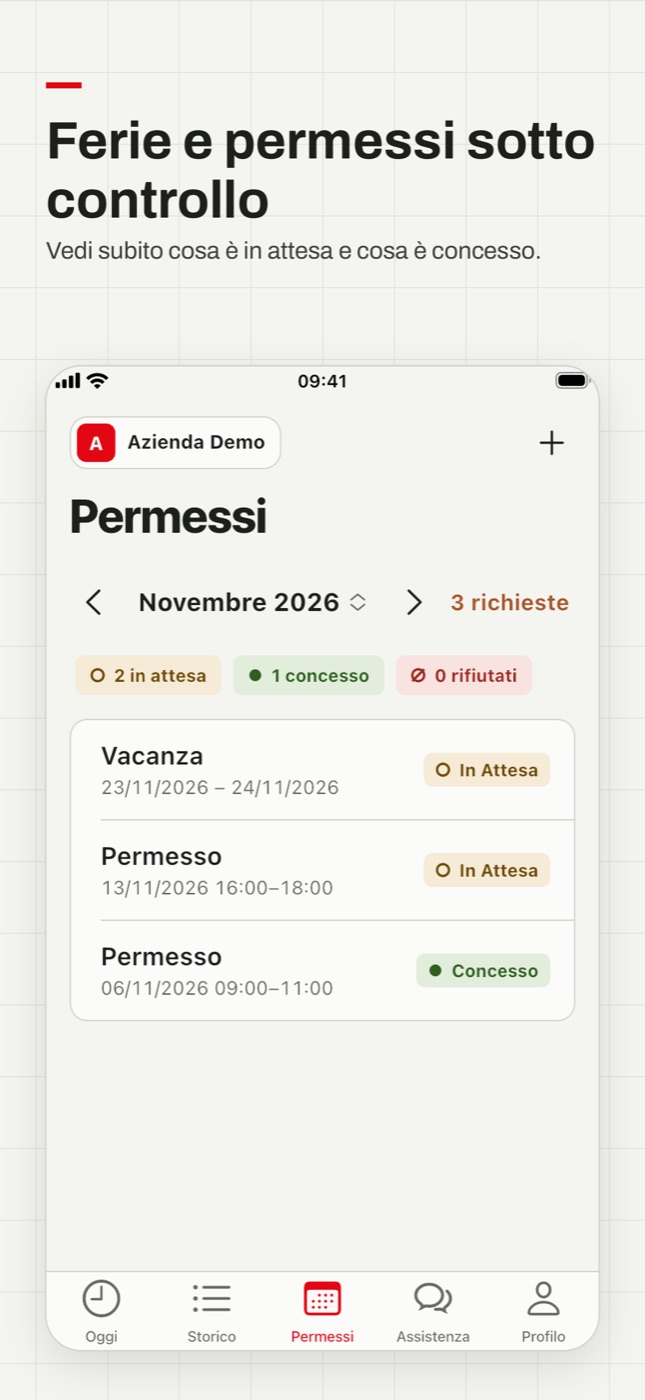 Ferie e permessi sotto
controllo
Vedi subito cosa è in attesa e cosa è concesso.
09:41
A Azienda Demo
Permessi
Novembre 2026 3 richieste
2 in attesa 1 concesso 0 rifiutati
Vacanza
23/11/2026 – 24/11/2026
In Attesa
Permesso
13/11/2026 16:00–18:00
In Attesa
Permesso
06/11/2026 09:00–11:00
Concesso
Oggi Storico Permessi Assistenza Profilo